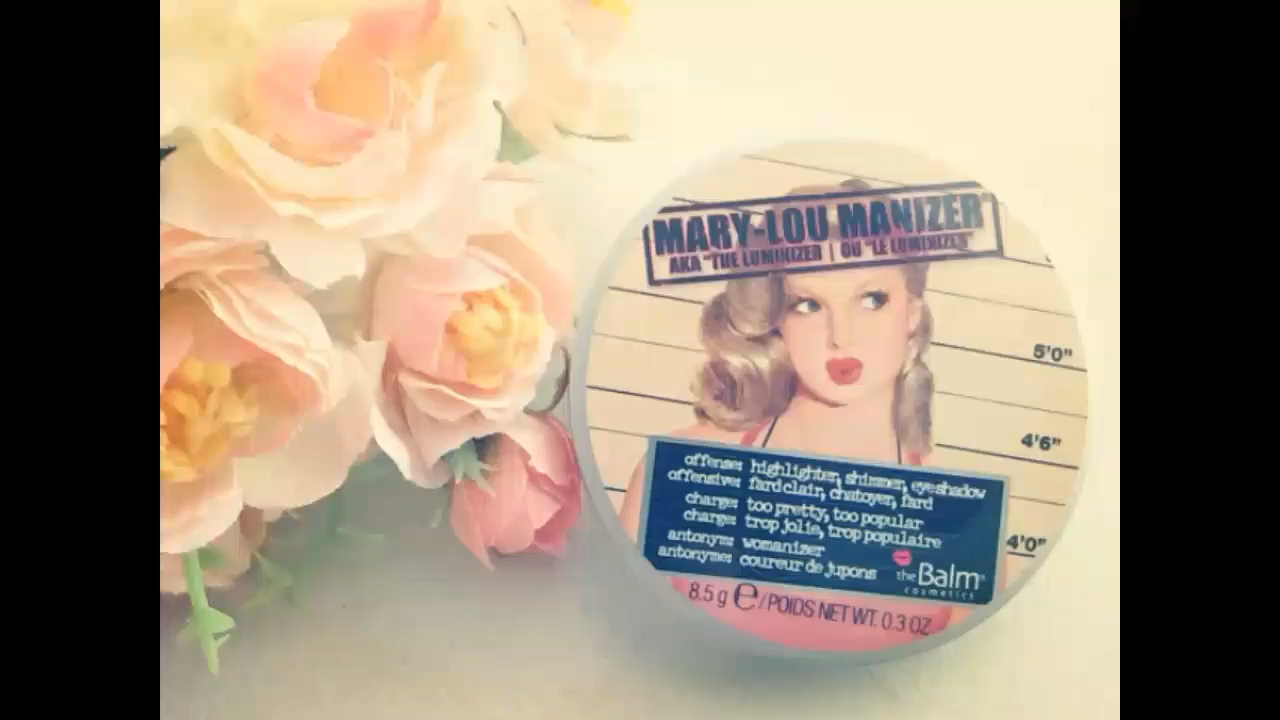 MARY-LOU MANIZER®
AKA "THE LUMINIZER | OU "LE LUMINIZER"
5'0"
4'6"
offense: highlighter, shimmer, eyeshadow
offensive: fard clair, chatoyer, fard
charge: too pretty, too popular
charge: trop jolie, trop populaire
4'0"
antonym: womanizer
antonyme: coureur de jupons
theBalm®
cosmetics
8.5 g e/POIDS NET WT. 0.3 OZ